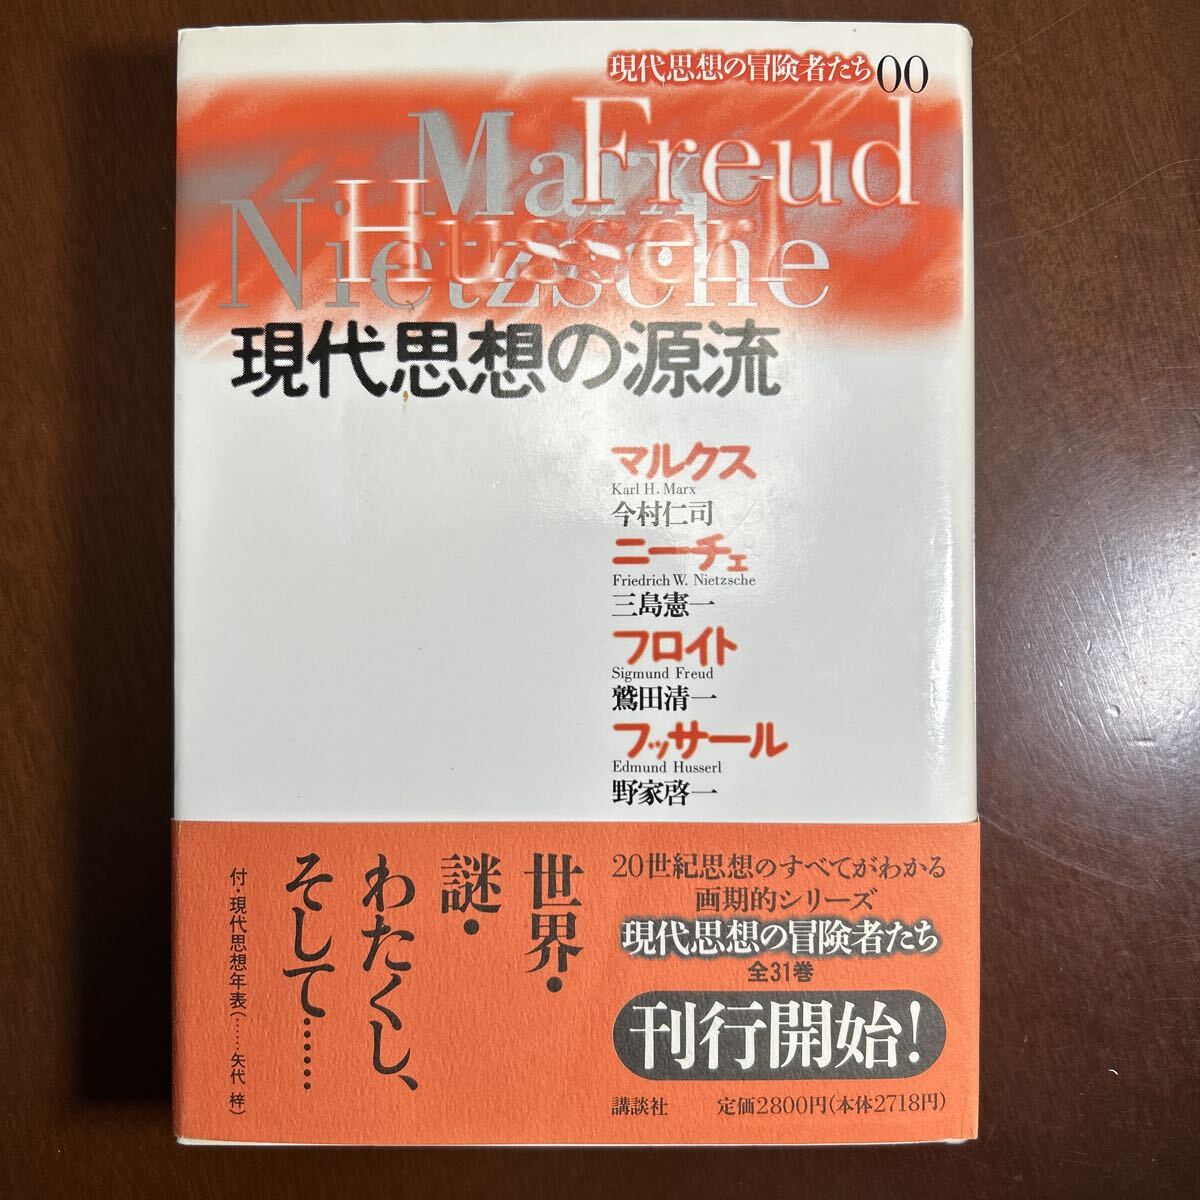 現代思想の冒険者たち00
Freud
Marx
Husserl
Nietzsche
現代思想の源流
マルクス
Karl H. Marx
今村仁司
ニーチェ
Friedrich W. Nietzsche
三島憲一
フロイト
Sigmund Freud
鷲田清一
フッサール
Edmund Husserl
野家啓一
20世紀思想のすべてがわかる
画期的シリーズ
現代思想の冒険者たち
全31巻
刊行開始!
講談社 定価2800円(本体2718円)
世界・
謎・
わたくし、
そして……
付・現代思想年表(……矢代 梓)